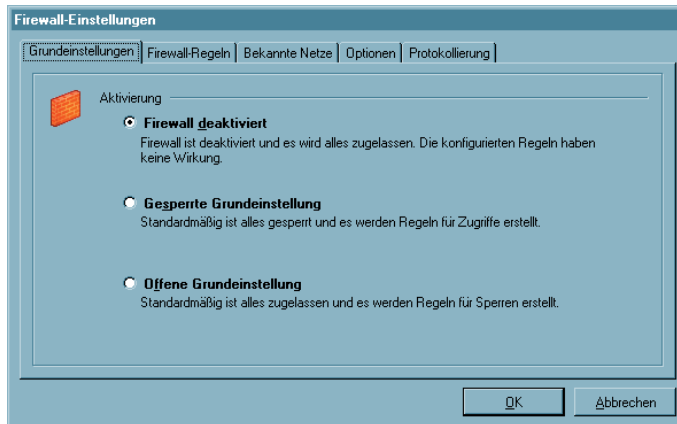 Firewall-Einstellungen
Grundeinstellungen Firewall-Regeln Bekannte Netze Optionen Protokollierung
Aktivierung
Firewall deaktiviert
Firewall ist deaktiviert und es wird alles zugelassen. Die konfigurierten Regeln haben
keine Wirkung.
Gesperrte Grundeinstellung
Standardmäßig ist alles gesperrt und es werden Regeln für Zugriffe erstellt.
Offene Grundeinstellung
Standardmäßig ist alles zugelassen und es werden Regeln für Sperren erstellt.
OK Abbrechen